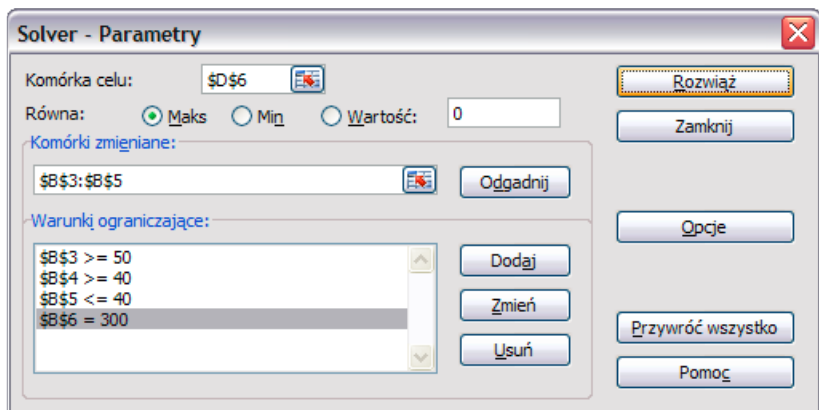 Solver - Parametry
Komórka celu: $D$6
Rozwiąż
Równa: Maks Min Wartość: 0
Zamknij
Komórki zmieniane:
$B$3:$B$5
Odgadnij
Warunki ograniczające:
Opcje
$B$3 >= 50
$B$4 >= 40
$B$5 <= 40
$B$6 = 300
Dodaj
Zmień
Usuń
Przywróć wszystko
Pomoc